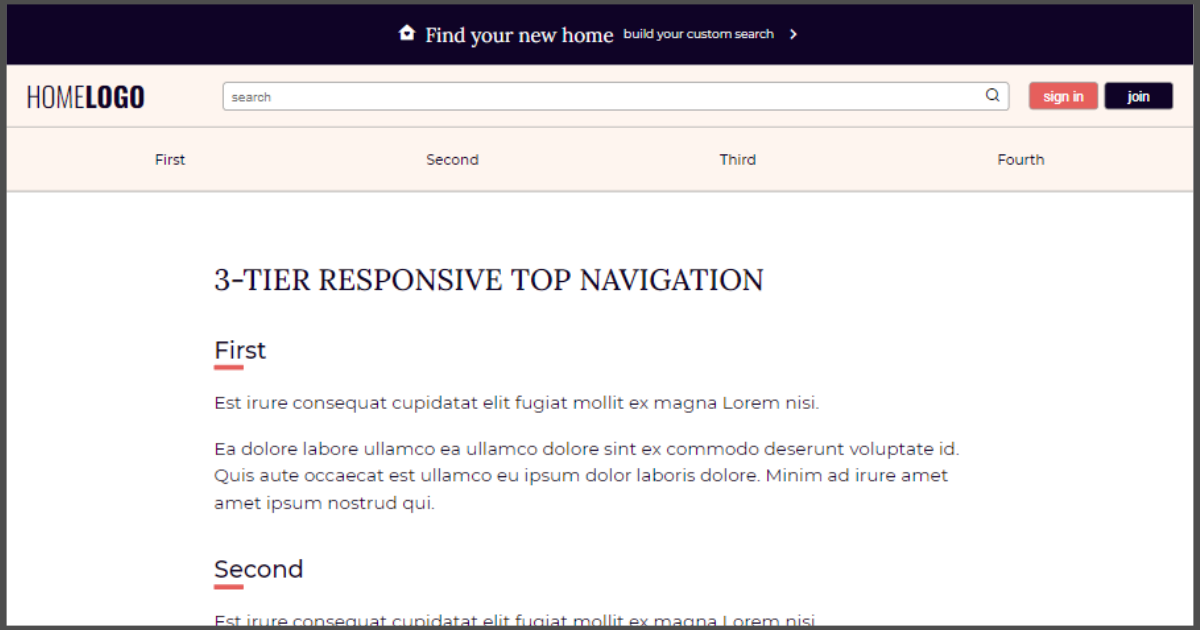 Find your new home build your custom search
HOMELOGO search sign in join
First Second Third Fourth
3-TIER RESPONSIVE TOP NAVIGATION
First
Est irure consequat cupidatat elit fugiat mollit ex magna Lorem nisi.
Ea dolore labore ullamco ea ullamco dolore sint ex commodo deserunt voluptate id.
Quis aute occaecat est ullamco eu ipsum dolor laboris dolore. Minim ad irure amet
amet ipsum nostrud qui.
Second
Est irure consequat cupidatat elit fugiat mollit ex magna Lorem nisi.